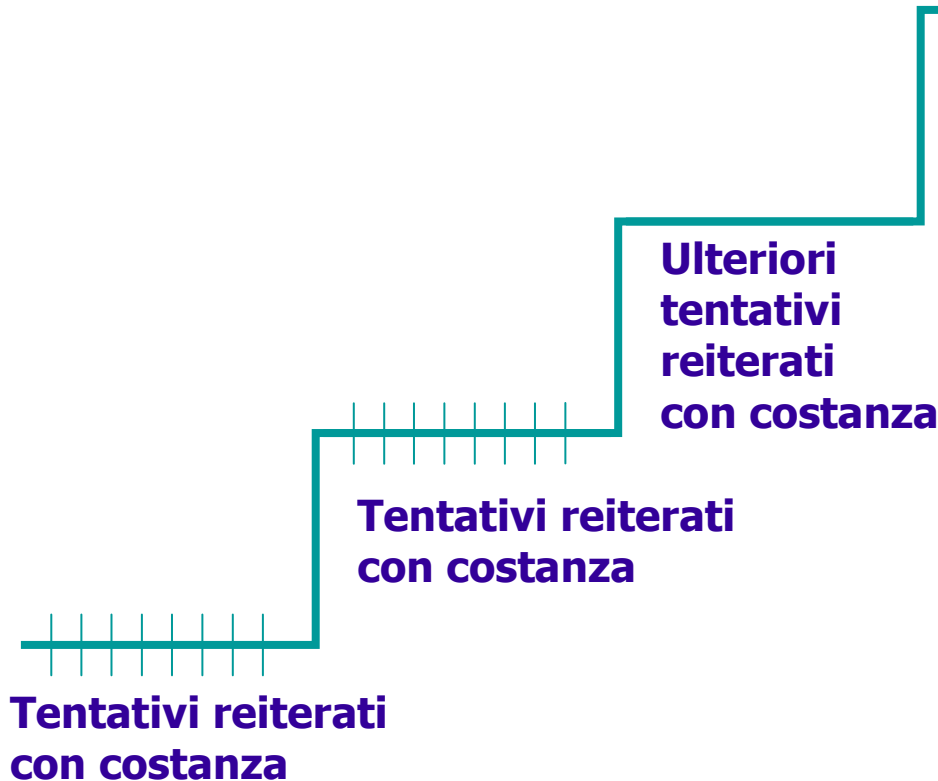 Ulteriori
tentativi
reiterati
con costanza
Tentativi reiterati
con costanza
Tentativi reiterati
con costanza